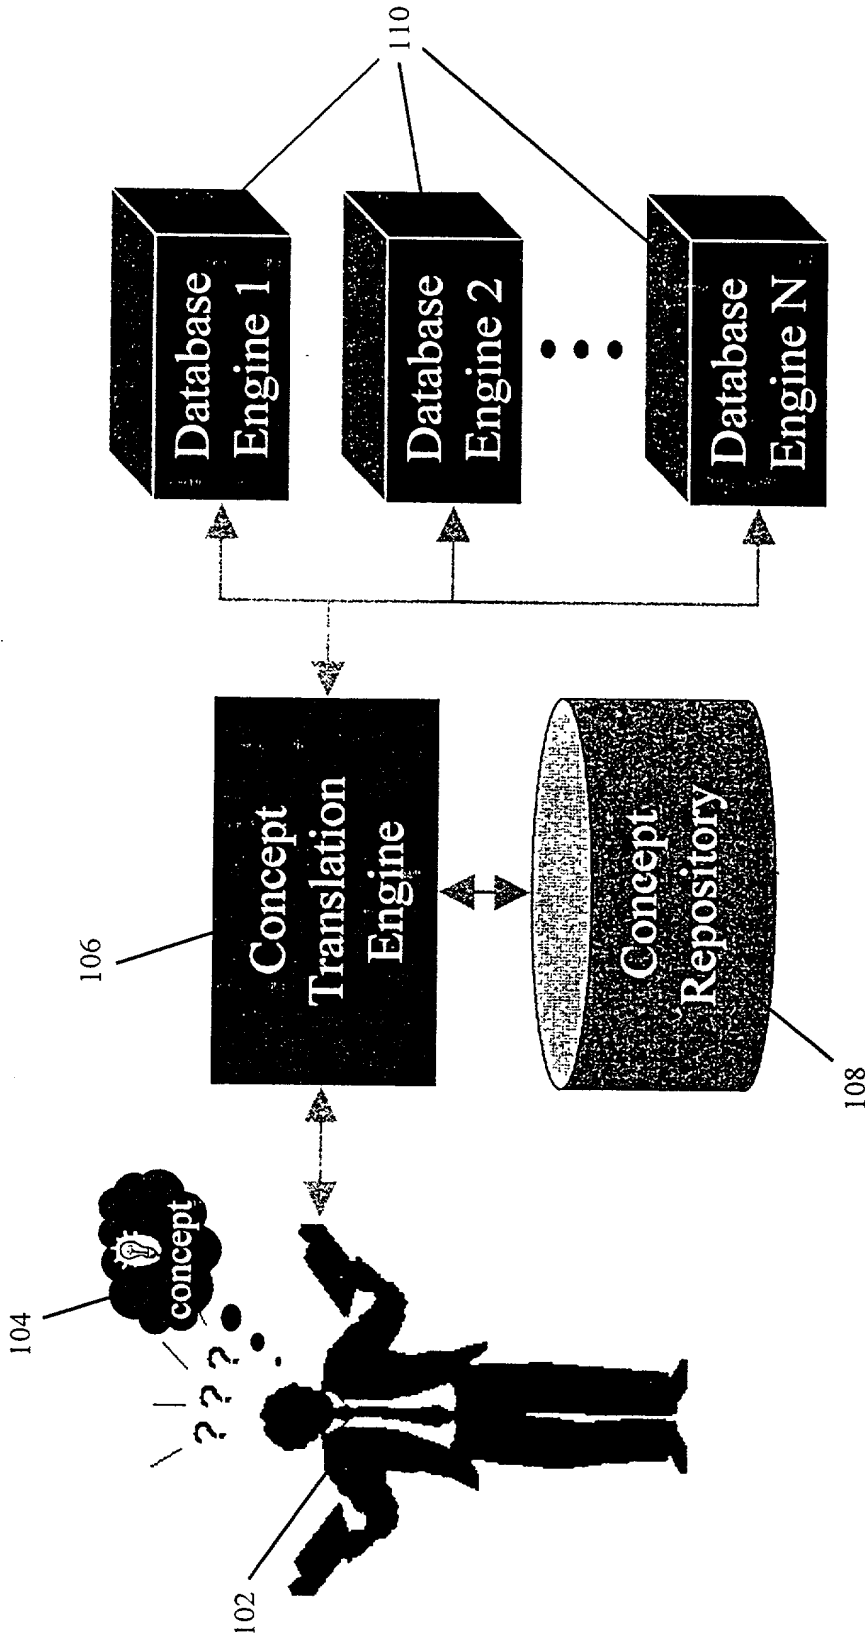 104
? ? ?
concept
102
106
Concept
Translation
Engine
Concept
Repository
108
Database
Engine 1
Database
Engine 2
Database
Engine N
110